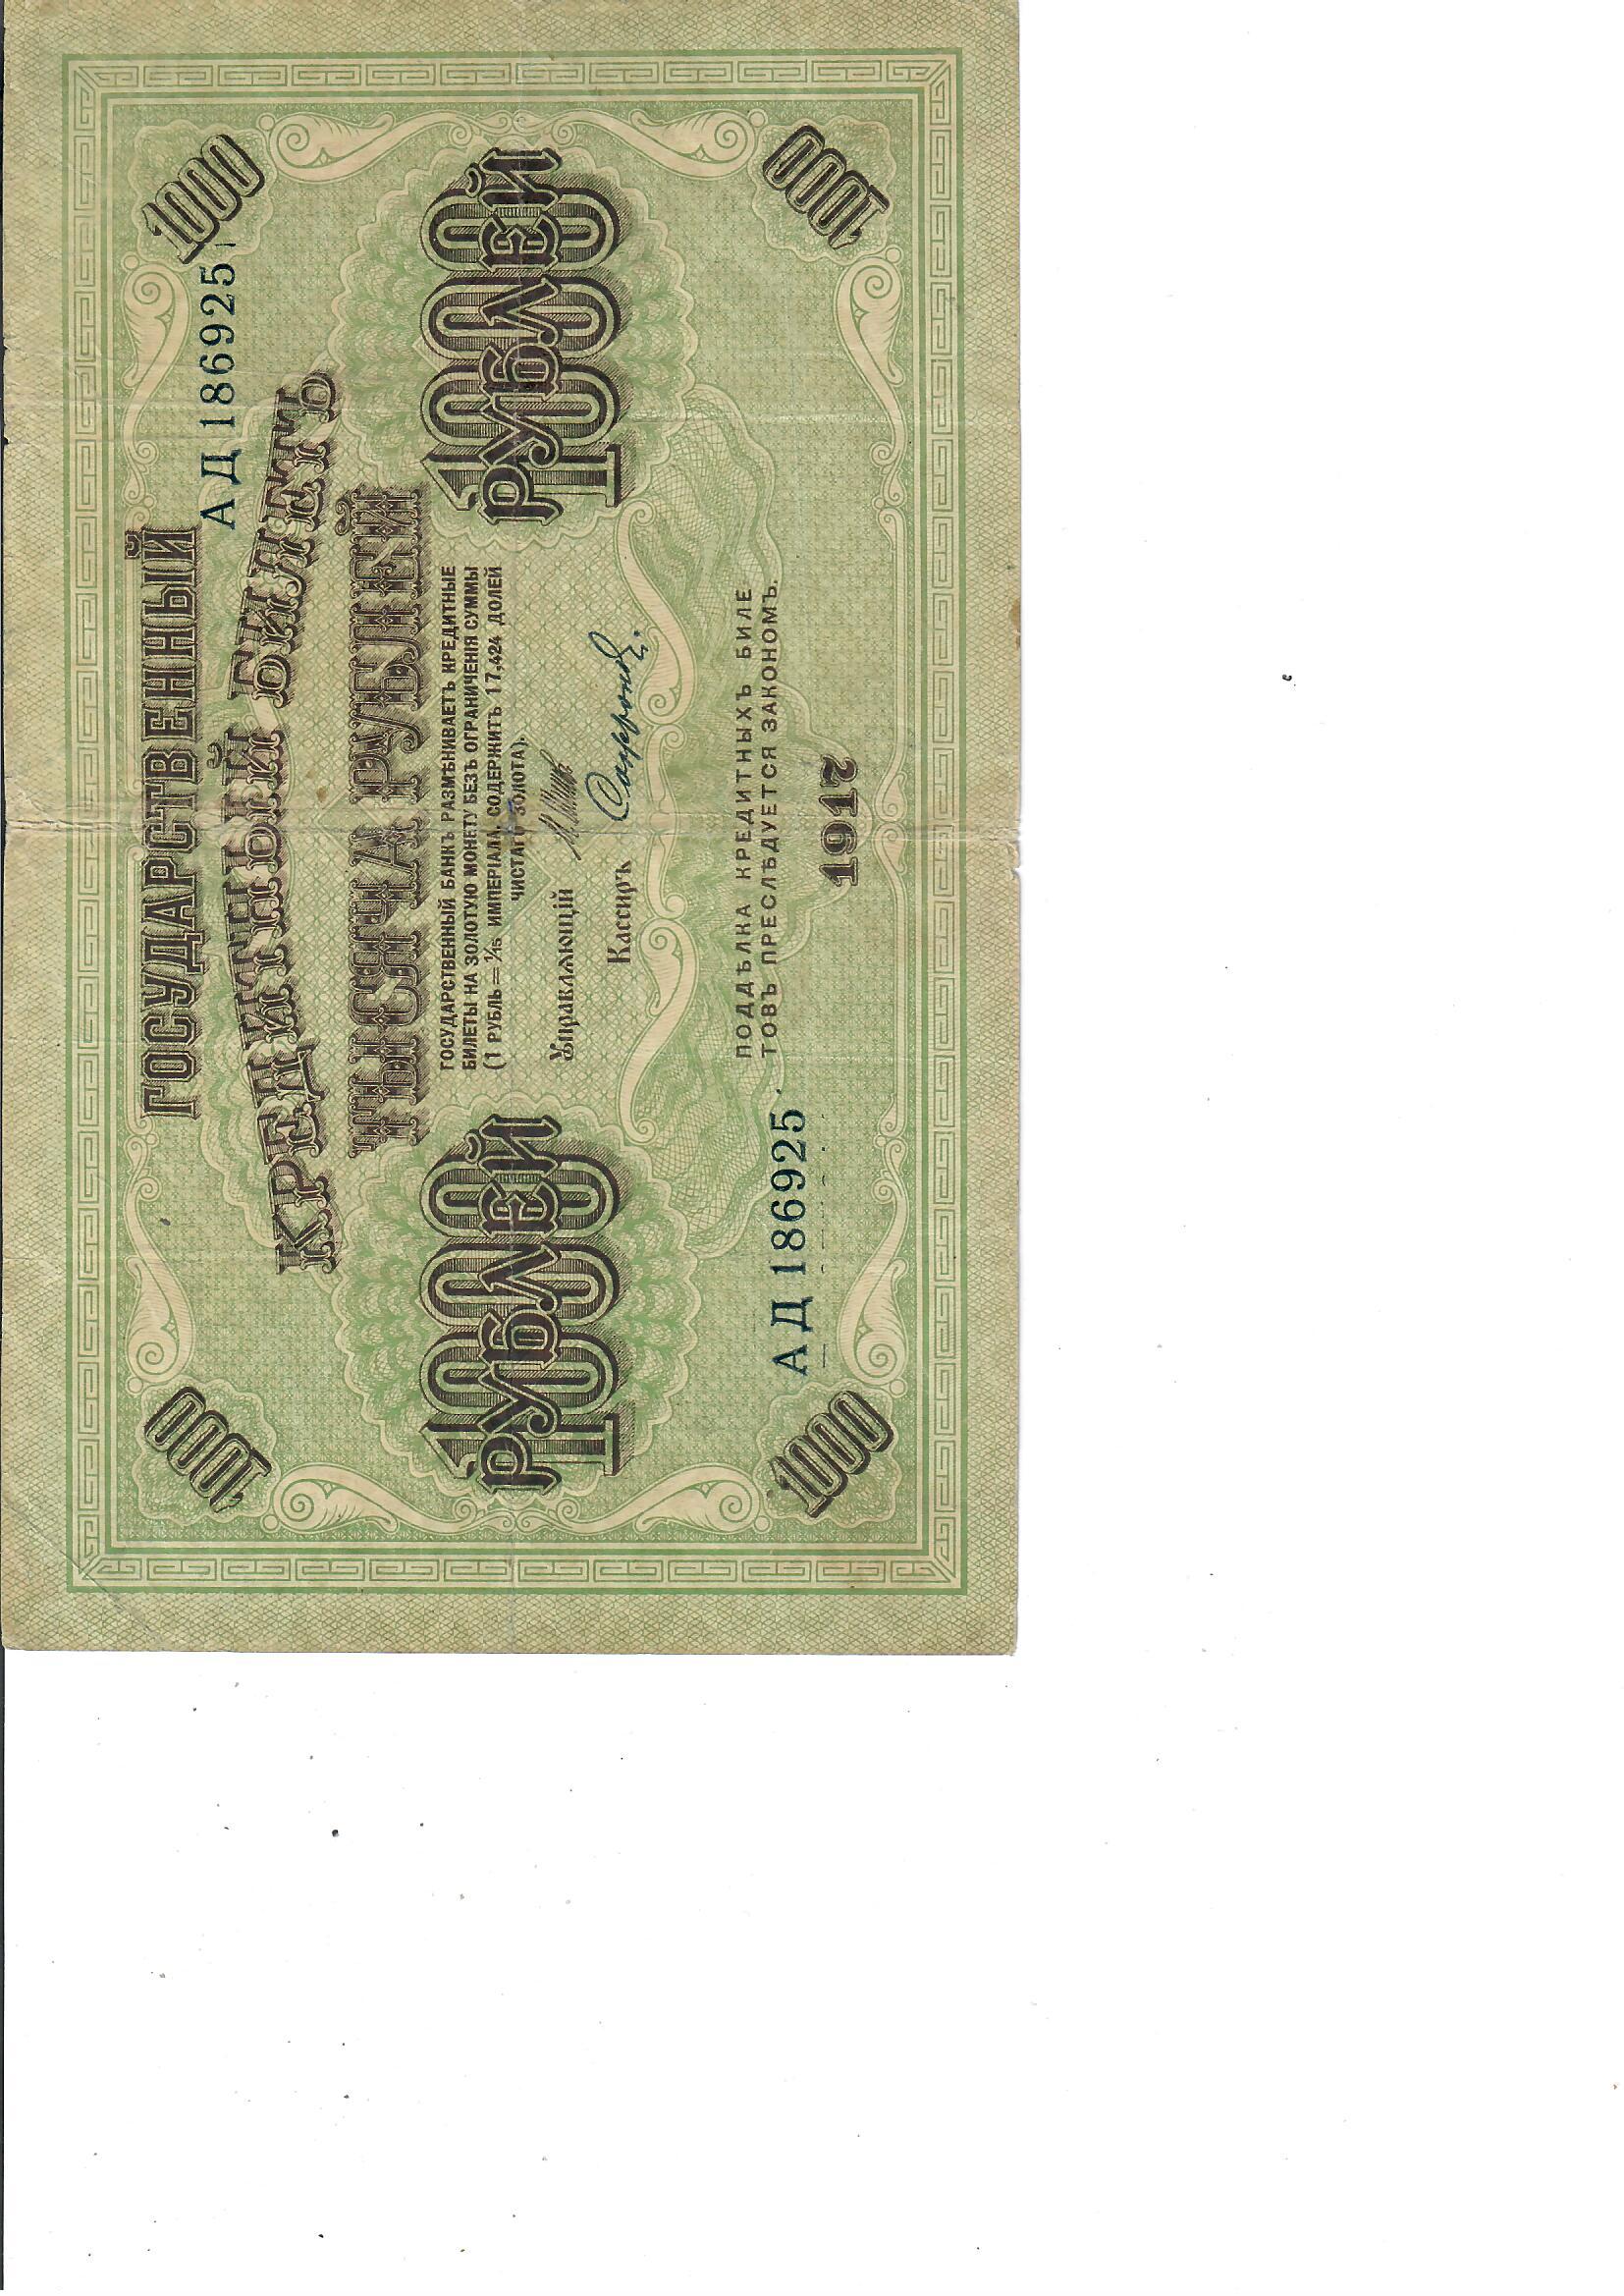 1000
1000
ГОСУДАРСТВЕННЫЙ
АД 186925
КРЕДИТНЫЙ БИЛЕТЪ
ТЫСЯЧА РУБЛЕЙ
1000
РУБЛЕЙ
1000
РУБЛЕЙ
ГОСУДАРСТВЕННЫЙ БАНКЪ РАЗМѢНИВАЕТЪ КРЕДИТНЫЕ
БИЛЕТЫ НА ЗОЛОТУЮ МОНЕТУ БЕЗЪ ОГРАНИЧЕНІЯ СУММЫ
(1 РУБЛЬ = 1/15 ИМПЕРІАЛА, СОДЕРЖИТЪ 17,424 ДОЛЕЙ
ЧИСТАГО ЗОЛОТА).
Управляющій
Кассиръ
ПОДДѢЛКА КРЕДИТНЫХЪ БИЛЕ
ТОВЪ ПРЕСЛѢДУЕТСЯ ЗАКОНОМЪ.
АД 186925
1917
1000
1000